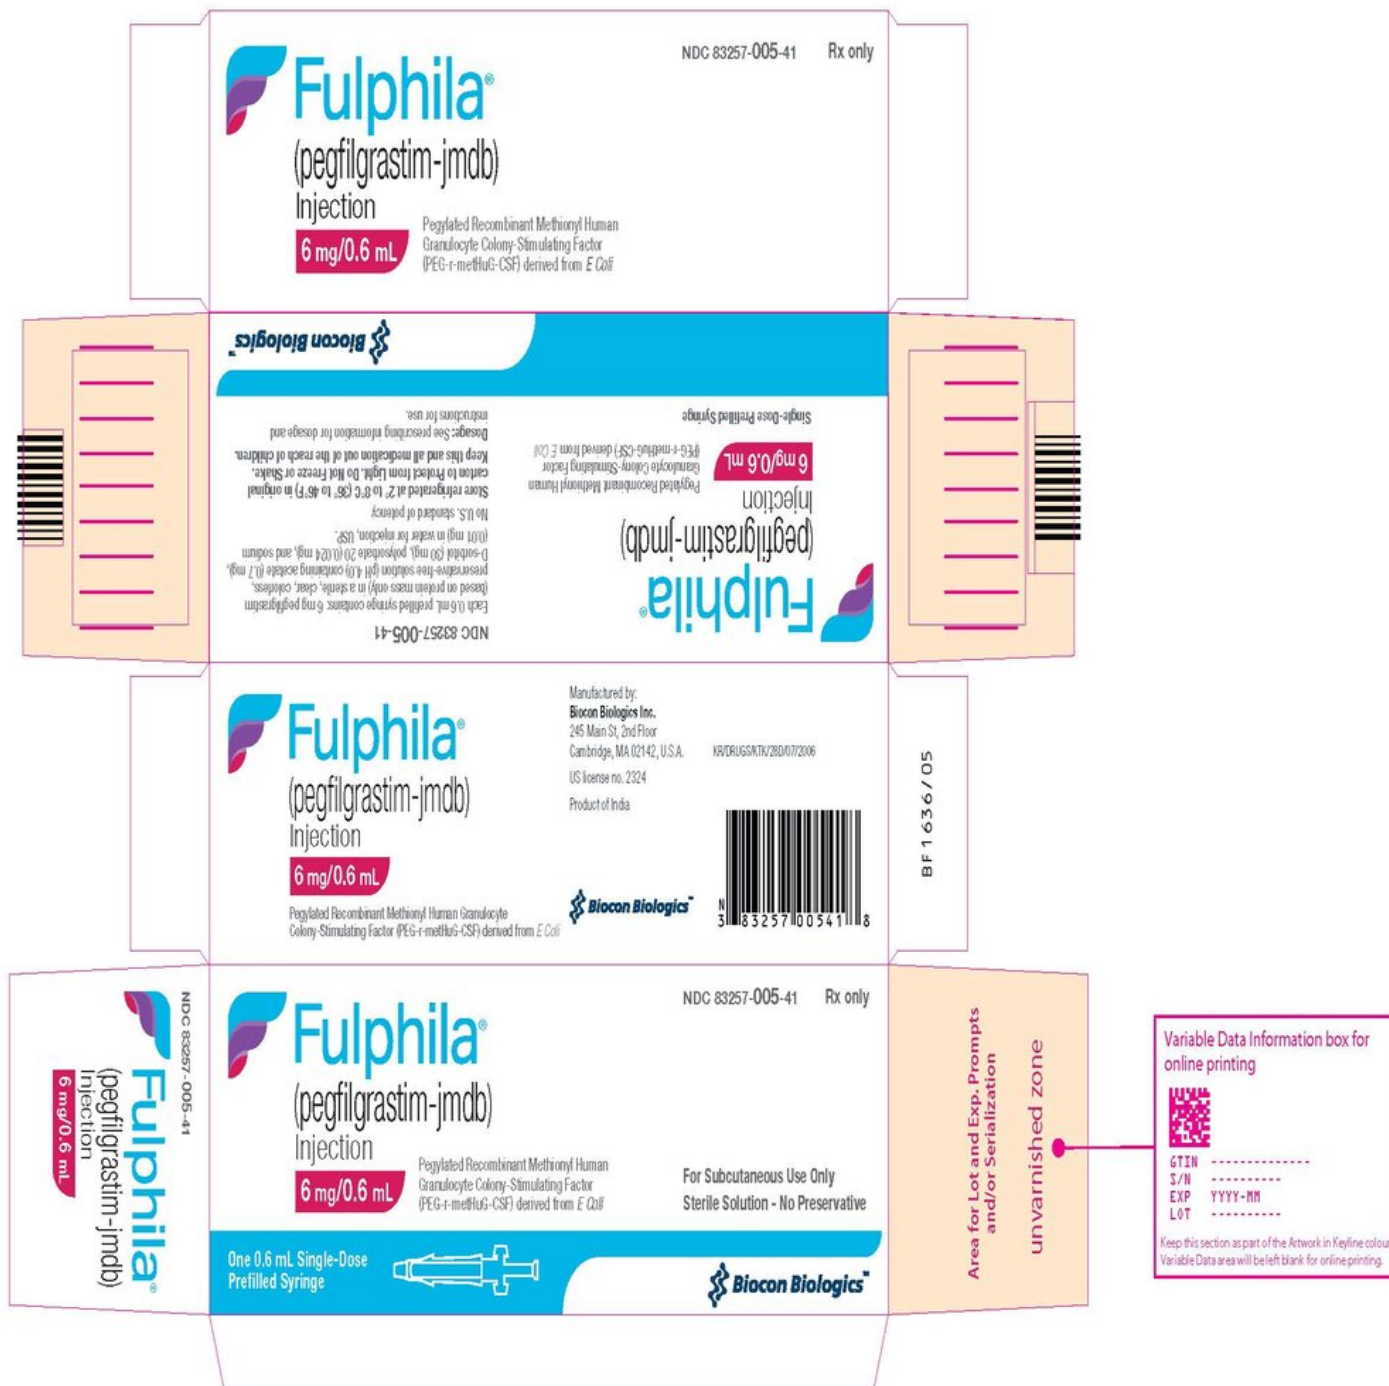 NDC 83257-005-41 Rx only
Fulphila®
(pegfilgrastim-jmdb)
Injection
6 mg/0.6 mL
Pegylated Recombinant Methionyl Human
Granulocyte Colony-Stimulating Factor
(PEG-r-metHuG-CSF) derived from E Coli
Biocon Biologics™
NDC 83257-005-41
Each 0.6 mL prefilled syringe contains: 6 mg pegfilgrastim
(based on protein mass only) in a sterile, clear, colorless,
preservative-free solution (pH 4.0) containing acetate (0.7 mg),
D-sorbitol (30 mg), polysorbate 20 (0.024 mg), and sodium
(0.01 mg) in water for injection, USP.
No U.S. standard of potency
Store refrigerated at 2° to 8°C (36° to 46°F) in original
carton to Protect from Light. Do Not Freeze or Shake.
Keep this and all medication out of the reach of children.
Dosage: See prescribing information for dosage and
instructions for use.
Fulphila®
(pegfilgrastim-jmdb)
Injection
6 mg/0.6 mL
Pegylated Recombinant Methionyl Human
Granulocyte Colony-Stimulating Factor
(PEG-r-metHuG-CSF) derived from E Coli
Single-Dose Prefilled Syringe
Fulphila®
(pegfilgrastim-jmdb)
Injection
6 mg/0.6 mL
Pegylated Recombinant Methionyl Human Granulocyte
Colony-Stimulating Factor (PEG-r-metHuG-CSF) derived from E Coli
Manufactured by:
Biocon Biologics Inc.
245 Main St, 2nd Floor
Cambridge, MA 02142, U.S.A.
KR/DRUGS/KTK/28D/07/2006
US license no. 2324
Product of India
Biocon Biologics™
N
3 83257 00541 8
BF1636/05
NDC 83257-005-41
Fulphila®
(pegfilgrastim-jmdb)
Injection
6 mg/0.6 mL
NDC 83257-005-41 Rx only
Fulphila®
(pegfilgrastim-jmdb)
Injection
6 mg/0.6 mL
Pegylated Recombinant Methionyl Human
Granulocyte Colony-Stimulating Factor
(PEG-r-metHuG-CSF) derived from E Coli
For Subcutaneous Use Only
Sterile Solution - No Preservative
One 0.6 mL Single-Dose
Prefilled Syringe
Biocon Biologics™
Area for Lot and Exp. Prompts
and/or Serialization
unvarnished zone
Variable Data Information box for
online printing
GTIN --------------
S/N ----------
EXP YYYY-MM
LOT ----------
Keep this section as part of the Artwork in Keyline colou
Variable Data area will be left blank for online printing.